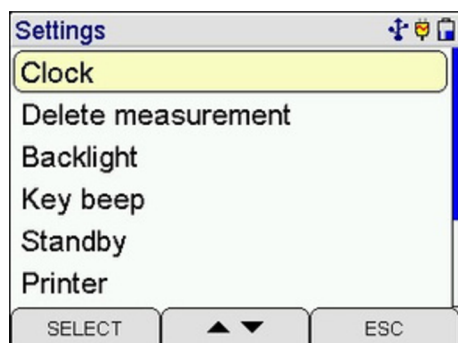 Settings
Clock
Delete measurement
Backlight
Key beep
Standby
Printer
SELECT ESC